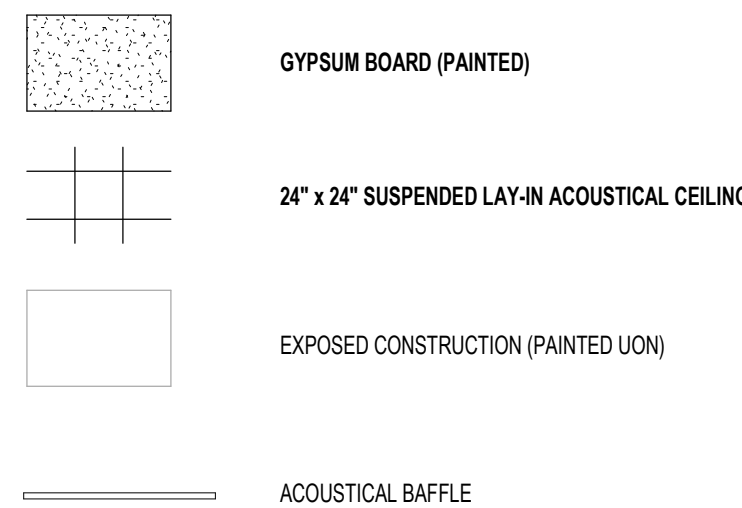 GYPSUM BOARD (PAINTED)
24" x 24" SUSPENDED LAY-IN ACOUSTICAL CEILING
EXPOSED CONSTRUCTION (PAINTED UON)
ACOUSTICAL BAFFLE